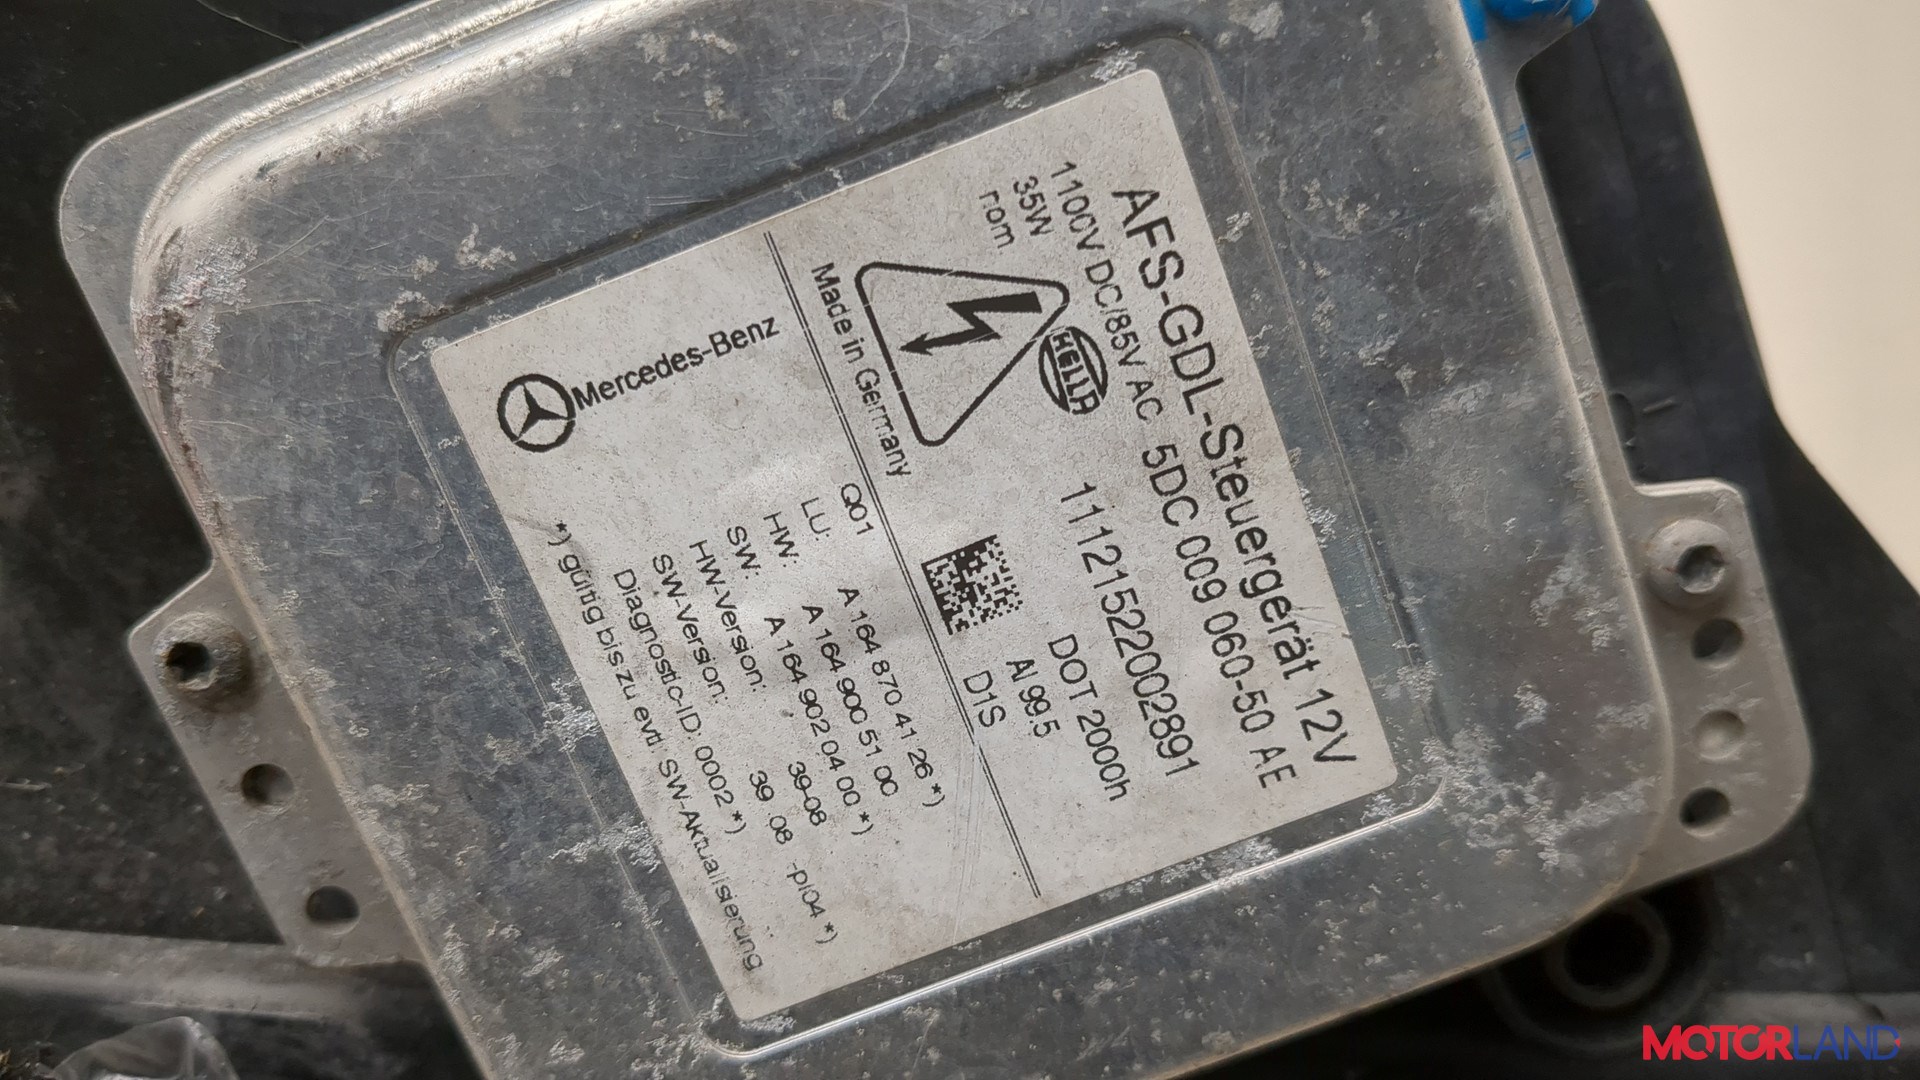 AFS-GDL-Steuergerät 12V
1100V DC/85V AC 5DC 009 060-50 AE
35W
nom
HELLA
11121522002891
DOT 2000h
Al 99.5
D1S
Made in Germany
Mercedes-Benz
Q01
LU: A 164 870 41 26 *)
HW: A 164 900 51 00
SW: A 164 902 04 00 *)
HW-Version: 39-08
SW-Version: 39 08 -pl04 *)
Diagnostic-ID: 0002 *)
*) gültig bis zu evtl. SW-Aktualisierung
MOTORLAND